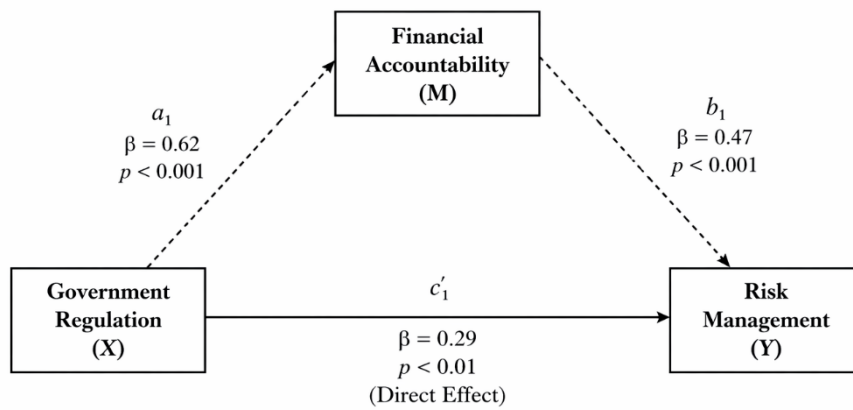 Financial
Accountability
(M)
a₁
β = 0.62
p < 0.001
b₁
β = 0.47
p < 0.001
Government
Regulation
(X)
c′₁
β = 0.29
p < 0.01
(Direct Effect)
Risk
Management
(Y)